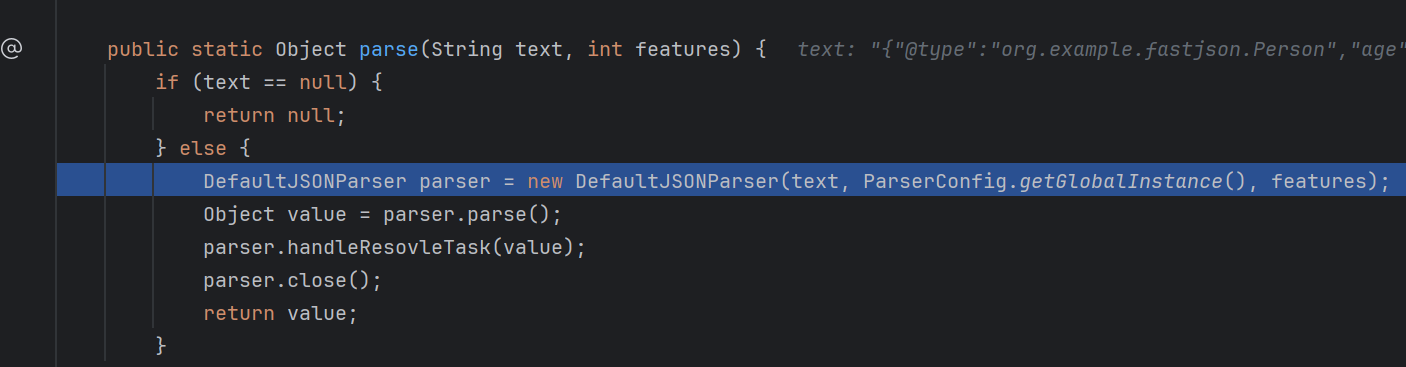 @ public static Object parse(String text, int features) { text: "{"@type":"org.example.fastjson.Person","age"
if (text == null) {
return null;
} else {
DefaultJSONParser parser = new DefaultJSONParser(text, ParserConfig.getGlobalInstance(), features);
Object value = parser.parse();
parser.handleResovleTask(value);
parser.close();
return value;
}